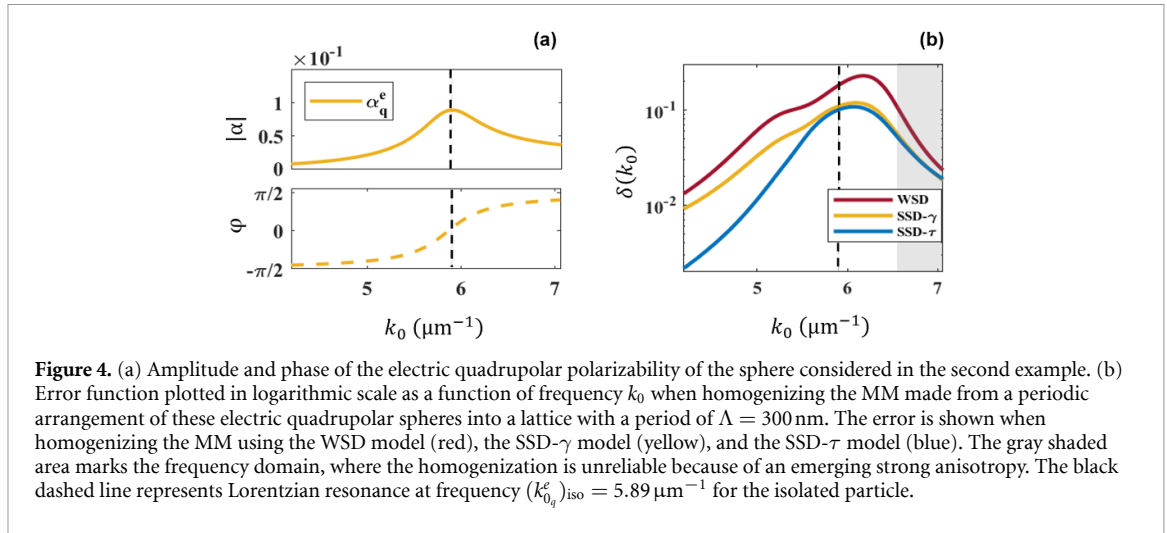 (a)
×10⁻¹
α_q^e
|α|
1
0.5
0
φ
π/2
0
-π/2
5 6 7
k₀ (μm⁻¹)
(b)
δ(k₀)
10⁻¹
10⁻²
WSD
SSD-γ
SSD-τ
5 6 7
k₀ (μm⁻¹)
Figure 4. (a) Amplitude and phase of the electric quadrupolar polarizability of the sphere considered in the second example. (b)
Error function plotted in logarithmic scale as a function of frequency k₀ when homogenizing the MM made from a periodic
arrangement of these electric quadrupolar spheres into a lattice with a period of Λ = 300 nm. The error is shown when
homogenizing the MM using the WSD model (red), the SSD-γ model (yellow), and the SSD-τ model (blue). The gray shaded
area marks the frequency domain, where the homogenization is unreliable because of an emerging strong anisotropy. The black
dashed line represents Lorentzian resonance at frequency (k^e_{0_q})_iso = 5.89 μm⁻¹ for the isolated particle.